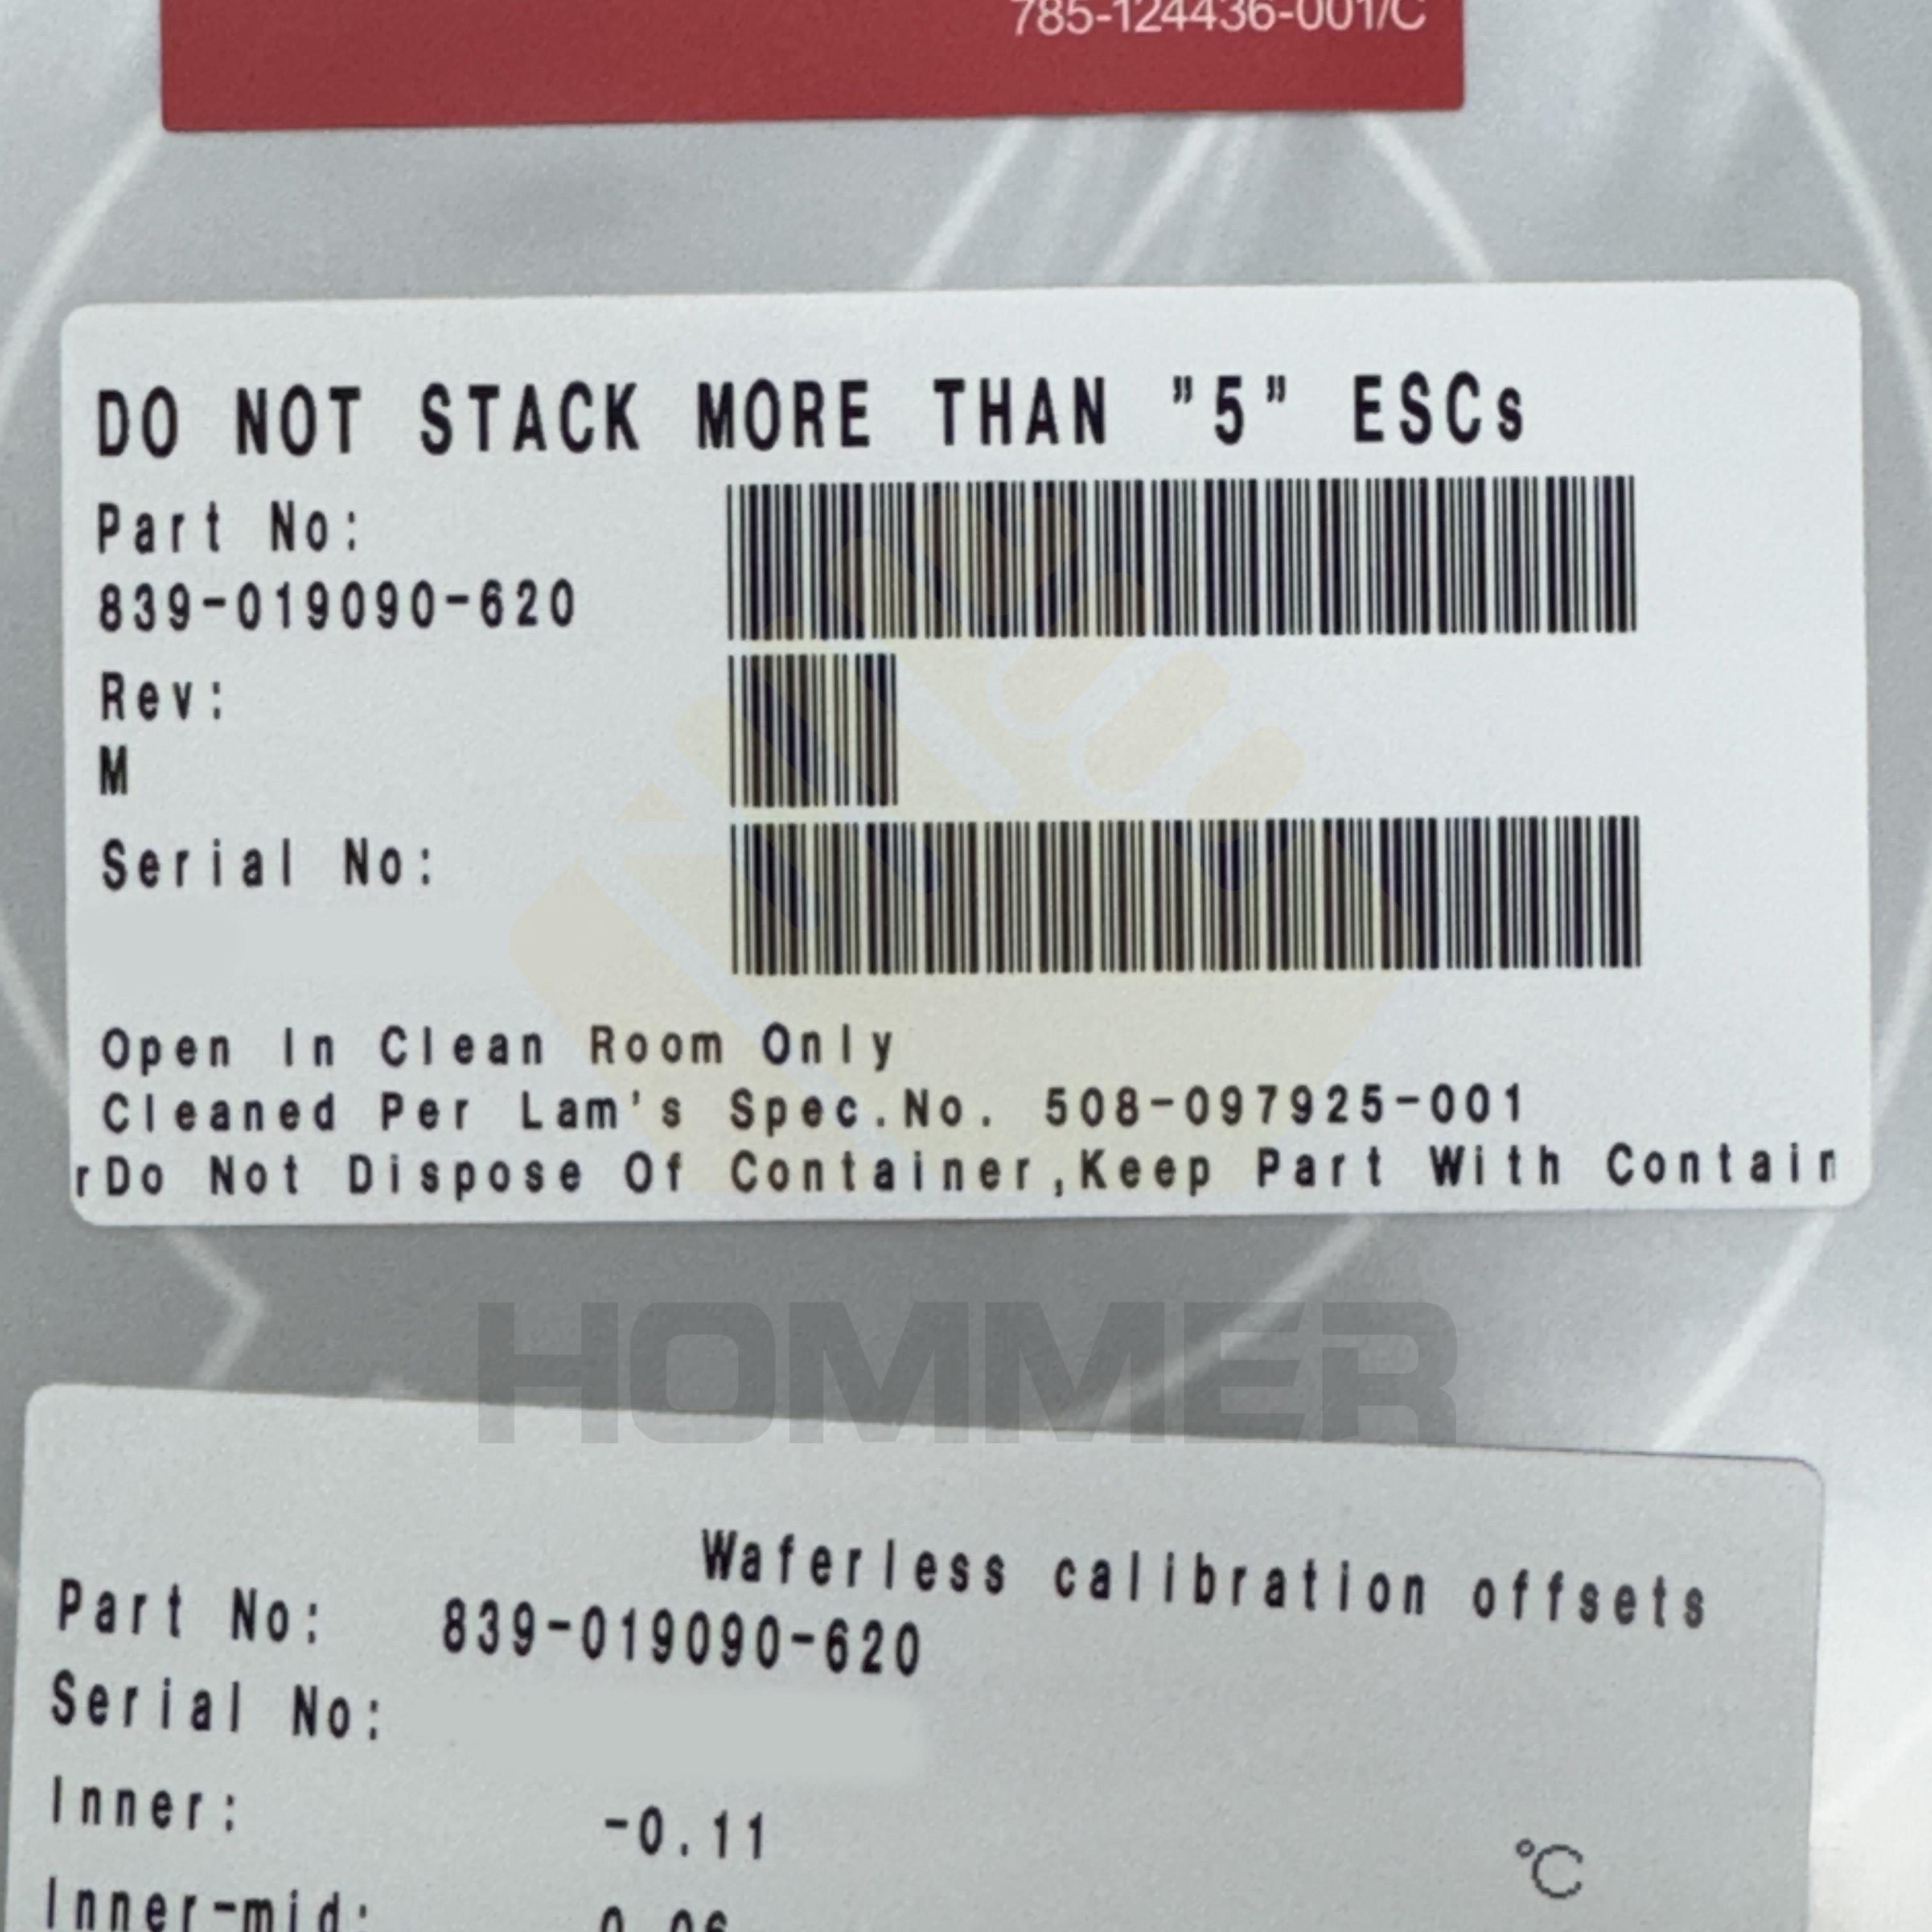 785-124436-001/C
DO NOT STACK MORE THAN "5" ESCs
Part No:
839-019090-620
Rev:
M
Serial No:
Open In Clean Room Only
Cleaned Per Lam's Spec.No. 508-097925-001
rDo Not Dispose Of Container,Keep Part With Contain
HOMMER
Waferless calibration offsets
Part No: 839-019090-620
Serial No:
Inner: -0.11 °C
Inner-mid: 0.06